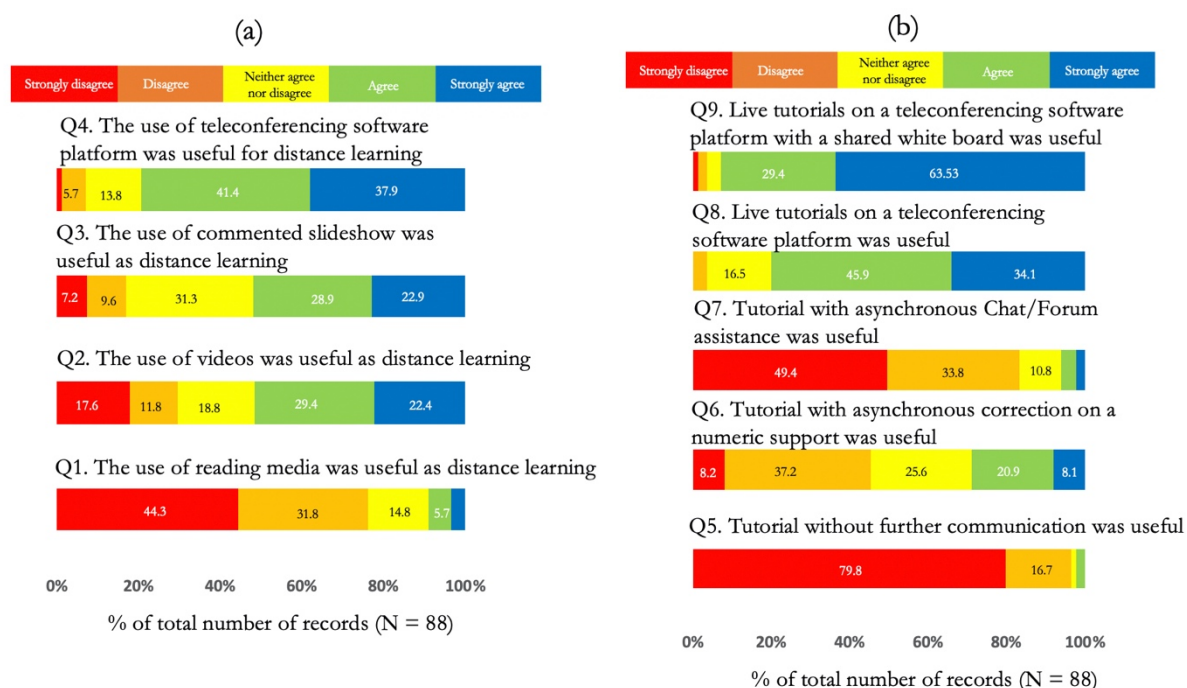 (a)
Strongly disagree
Disagree
Neither agree
nor disagree
Agree
Strongly agree
Q4. The use of teleconferencing software
platform was useful for distance learning
5.7 13.8 41.4 37.9
Q3. The use of commented slideshow was
useful as distance learning
7.2 9.6 31.3 28.9 22.9
Q2. The use of videos was useful as distance learning
17.6 11.8 18.8 29.4 22.4
Q1. The use of reading media was useful as distance learning
44.3 31.8 14.8 5.7
0% 20% 40% 60% 80% 100%
% of total number of records (N = 88)
(b)
Strongly disagree
Disagree
Neither agree
nor disagree
Agree
Strongly agree
Q9. Live tutorials on a teleconferencing software
platform with a shared white board was useful
29.4 63.53
Q8. Live tutorials on a teleconferencing
software platform was useful
16.5 45.9 34.1
Q7. Tutorial with asynchronous Chat/Forum
assistance was useful
49.4 33.8 10.8
Q6. Tutorial with asynchronous correction on a
numeric support was useful
8.2 37.2 25.6 20.9 8.1
Q5. Tutorial without further communication was useful
79.8 16.7
0% 20% 40% 60% 80% 100%
% of total number of records (N = 88)